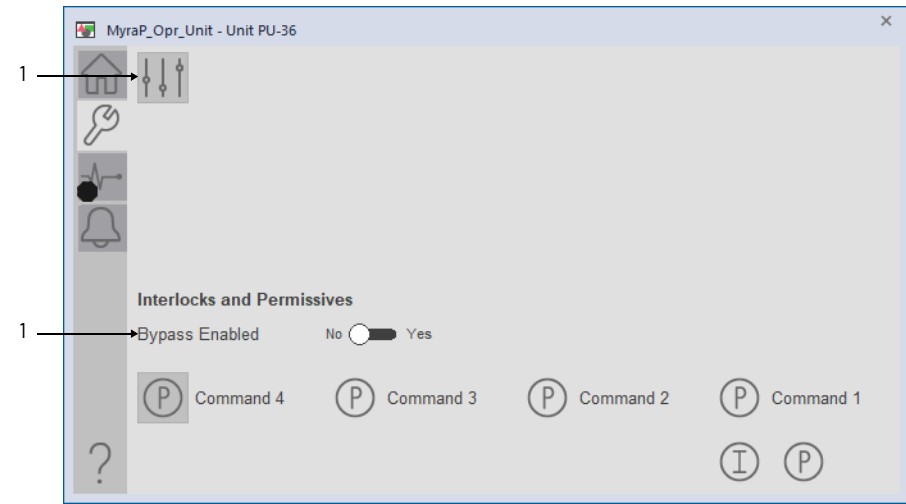 MyraP_Opr_Unit - Unit PU-36
1
1
Interlocks and Permissives
Bypass Enabled No Yes
P Command 4 P Command 3 P Command 2 P Command 1
? I P